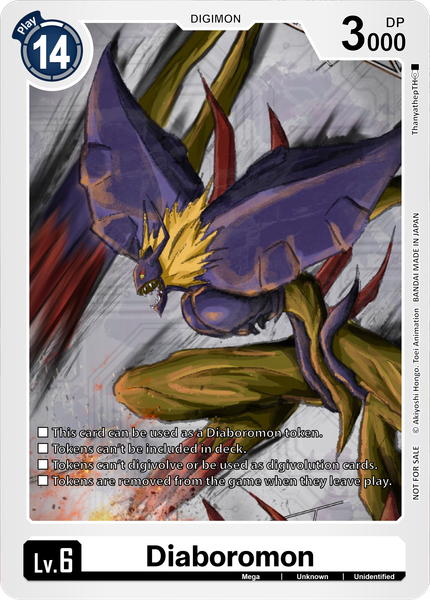 Play
14
DIGIMON
3000
DP
ThanyathepTH
© Akiyoshi Hongo. Toei Animation BANDAI MADE IN JAPAN
NOT FOR SALE
This card can be used as a Diaboromon token.
Tokens can't be included in deck.
Tokens can't digivolve or be used as digivolution cards.
Tokens are removed from the game when they leave play.
Lv.6
Diaboromon
Mega | Unknown | Unidentified